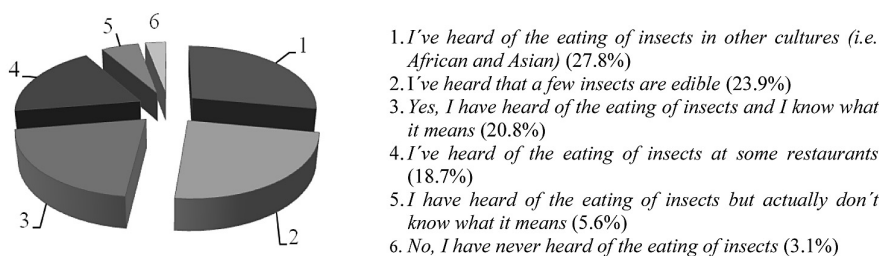 5
6
1
4
3
2
1. I´ve heard of the eating of insects in other cultures (i.e.
African and Asian) (27.8%)
2. I´ve heard that a few insects are edible (23.9%)
3. Yes, I have heard of the eating of insects and I know what
it means (20.8%)
4. I´ve heard of the eating of insects at some restaurants
(18.7%)
5. I have heard of the eating of insects but actually don´t
know what it means (5.6%)
6. No, I have never heard of the eating of insects (3.1%)